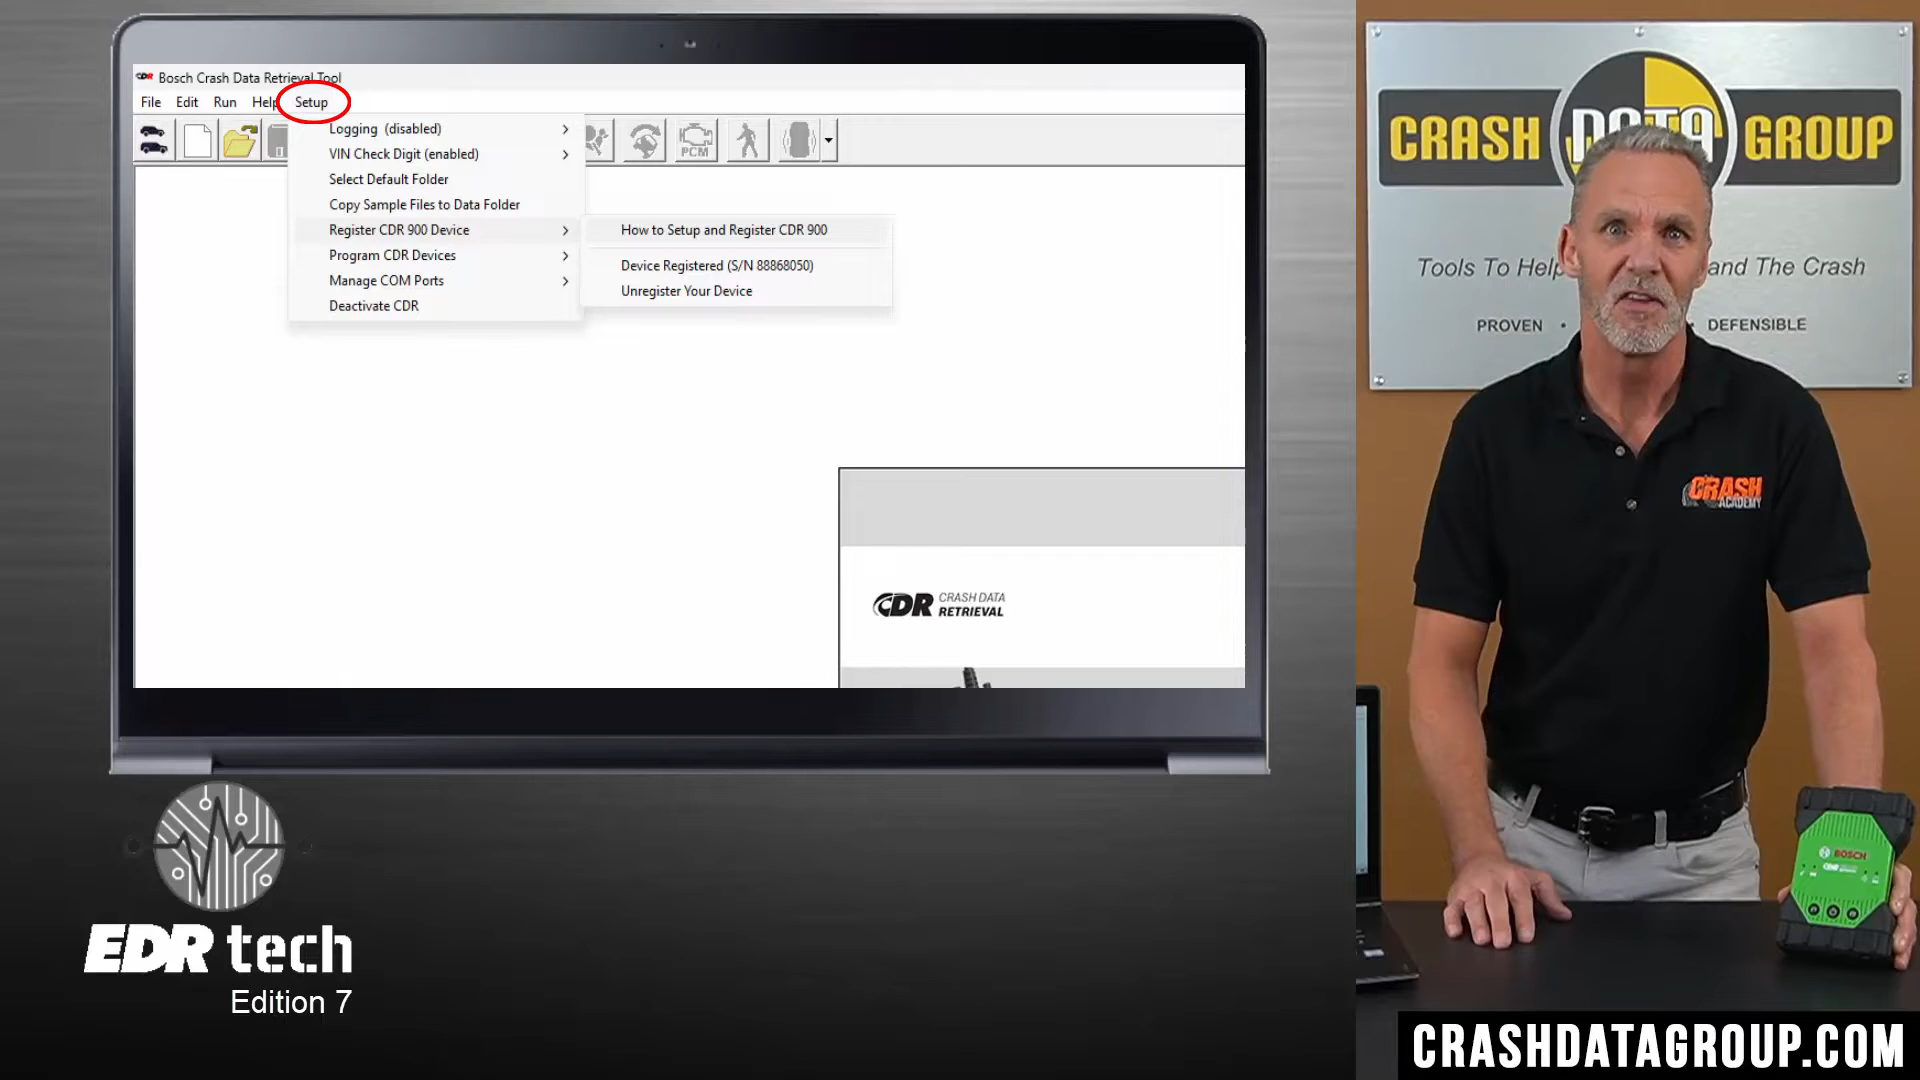 Bosch Crash Data Retrieval Tool
File Edit Run Help Setup
Logging (disabled)
VIN Check Digit (enabled)
Select Default Folder
Copy Sample Files to Data Folder
Register CDR 900 Device
Program CDR Devices
Manage COM Ports
Deactivate CDR
How to Setup and Register CDR 900
Device Registered (S/N 88868050)
Unregister Your Device
PCM
CDR CRASH DATA
RETRIEVAL
EDR tech
Edition 7
CRASH DATA GROUP
Tools To Help and The Crash
PROVEN • • DEFENSIBLE
CRASH
ACADEMY
BOSCH
CDR
CRASHDATAGROUP.COM